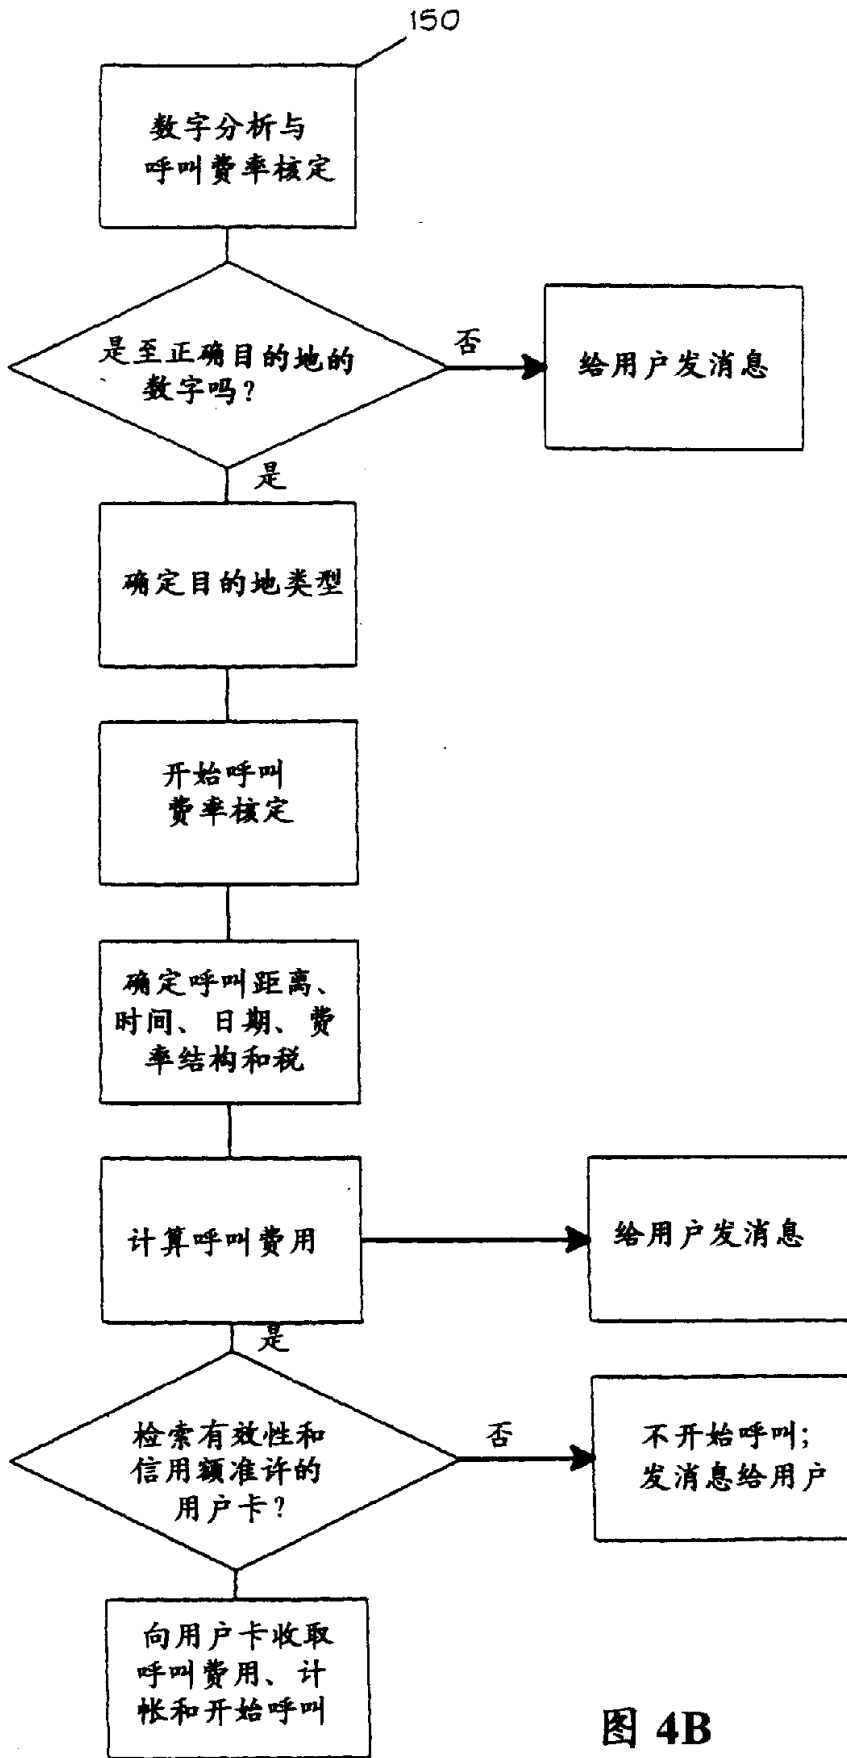 150
数字分析与
呼叫费率核定
是至正确目的地的
数字吗?
否
给用户发消息
是
确定目的地类型
开始呼叫
费率核定
确定呼叫距离、
时间、日期、费
率结构和税
计算呼叫费用
给用户发消息
是
检索有效性和
信用额准许的
用户卡?
否
不开始呼叫;
发消息给用户
向用户卡收取
呼叫费用、计
帐和开始呼叫
图 4B